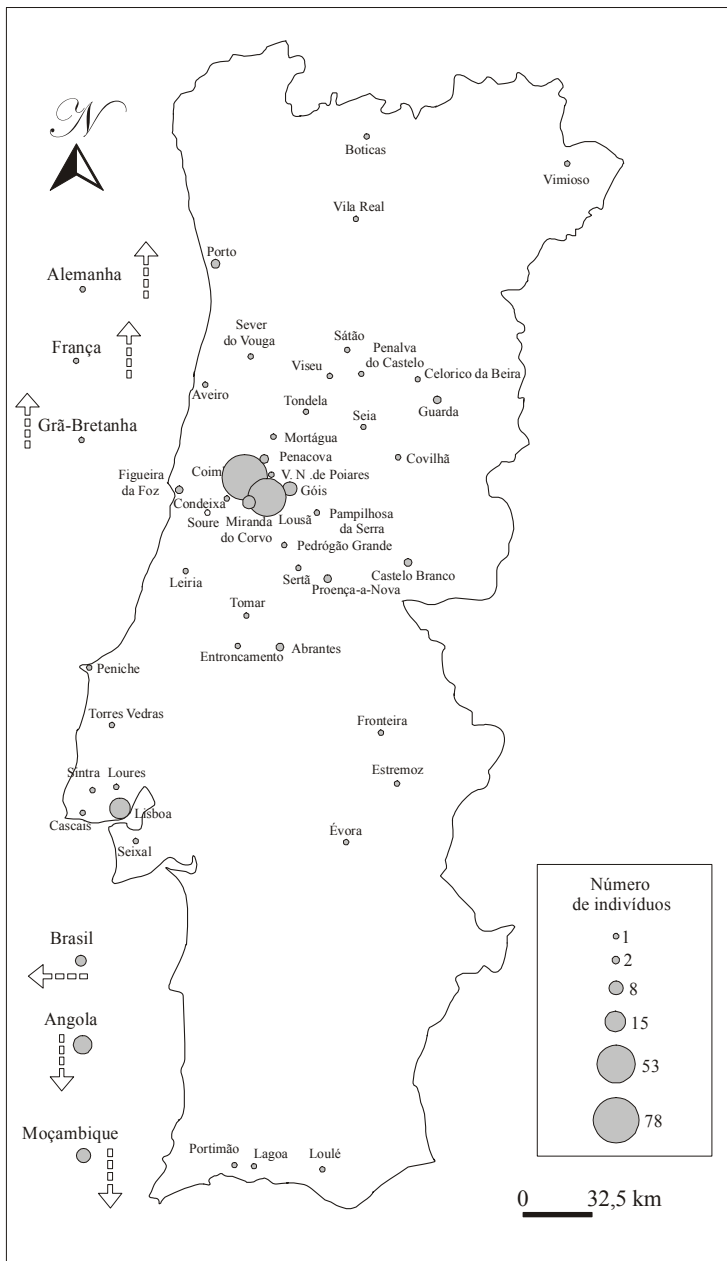 N
Boticas
Vimioso
Vila Real
Porto
Alemanha
Sever
do Vouga
Sátão
França
Viseu
Penalva
do Castelo
Celorico da Beira
Aveiro
Tondela
Guarda
Grã-Bretanha
Seia
Mortágua
Penacova
Covilhã
Coim
V. N .de Poiares
Figueira
da Foz
Góis
Condeixa
Soure
Miranda
do Corvo
Lousã
Pampilhosa
da Serra
Pedrógão Grande
Leiria
Sertã
Castelo Branco
Proença-a-Nova
Tomar
Entroncamento
Abrantes
Peniche
Torres Vedras
Fronteira
Sintra
Loures
Estremoz
Lisboa
Cascais
Évora
Seixal
Número
de indivíduos
1
2
8
15
53
78
Brasil
Angola
Moçambique
Portimão
Lagoa
Loulé
0 32,5 km